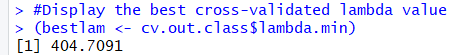 > #Display the best cross-validated lambda value
> (bestlam <- cv.out.class$lambda.min)
[1] 404.7091